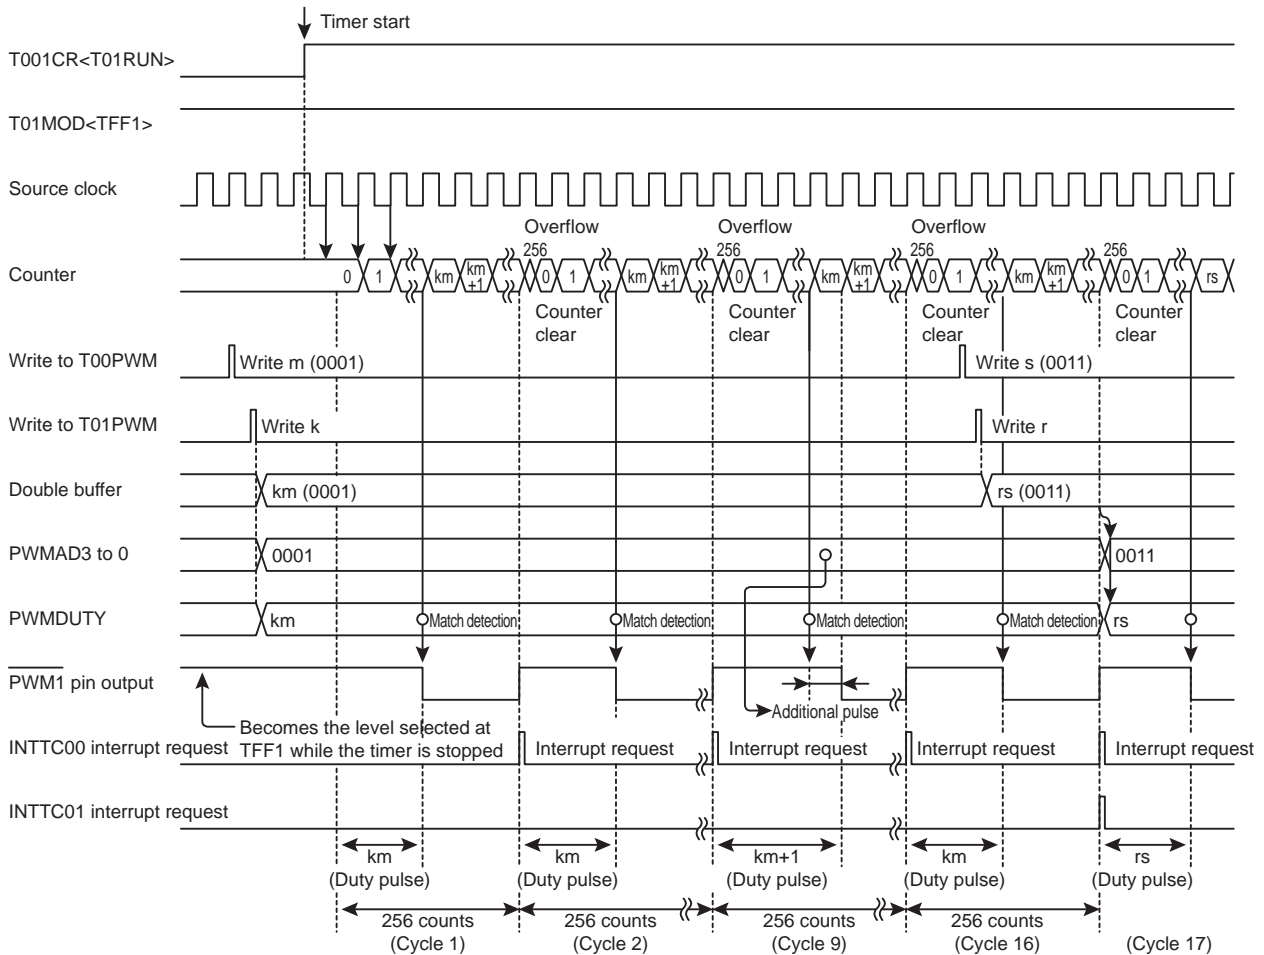 Timer start
T001CR<T01RUN>
T01MOD<TFF1>
Source clock
Overflow Overflow Overflow
256 256 256 256
Counter 0 1 km km+1 0 1 km km+1 0 1 km km+1 0 1 km km+1 0 1 rs
Counter clear Counter clear Counter clear Counter clear
Write to T00PWM Write m (0001) Write s (0011)
Write to T01PWM Write k Write r
Double buffer km (0001) rs (0011)
PWMAD3 to 0 0001 0011
PWMDUTY km Match detection Match detection Match detection Match detection rs
PWM1 pin output
Additional pulse
Becomes the level selected at
TFF1 while the timer is stopped
INTTC00 interrupt request Interrupt request Interrupt request Interrupt request Interrupt request
INTTC01 interrupt request
km km km+1 km rs
(Duty pulse) (Duty pulse) (Duty pulse) (Duty pulse) (Duty pulse)
256 counts 256 counts 256 counts 256 counts
(Cycle 1) (Cycle 2) (Cycle 9) (Cycle 16) (Cycle 17)